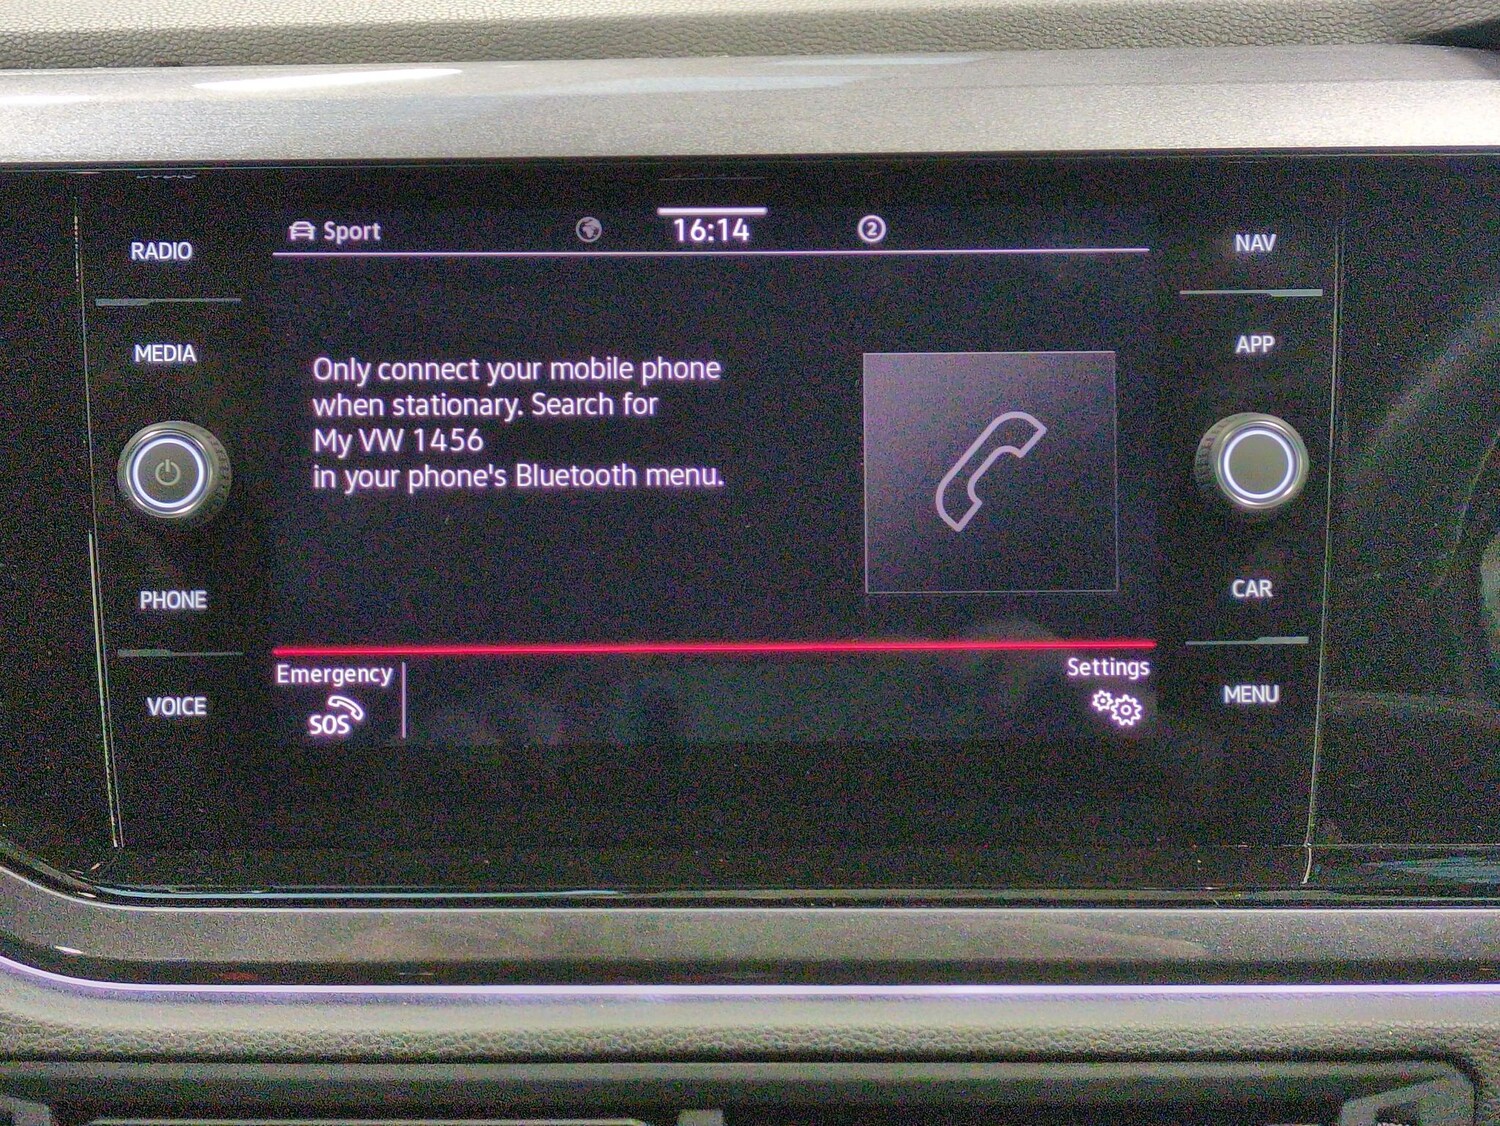 RADIO
MEDIA
PHONE
VOICE
Sport
16:14
2
Only connect your mobile phone
when stationary. Search for
My VW 1456
in your phone's Bluetooth menu.
Emergency
SOS
Settings
NAV
APP
CAR
MENU